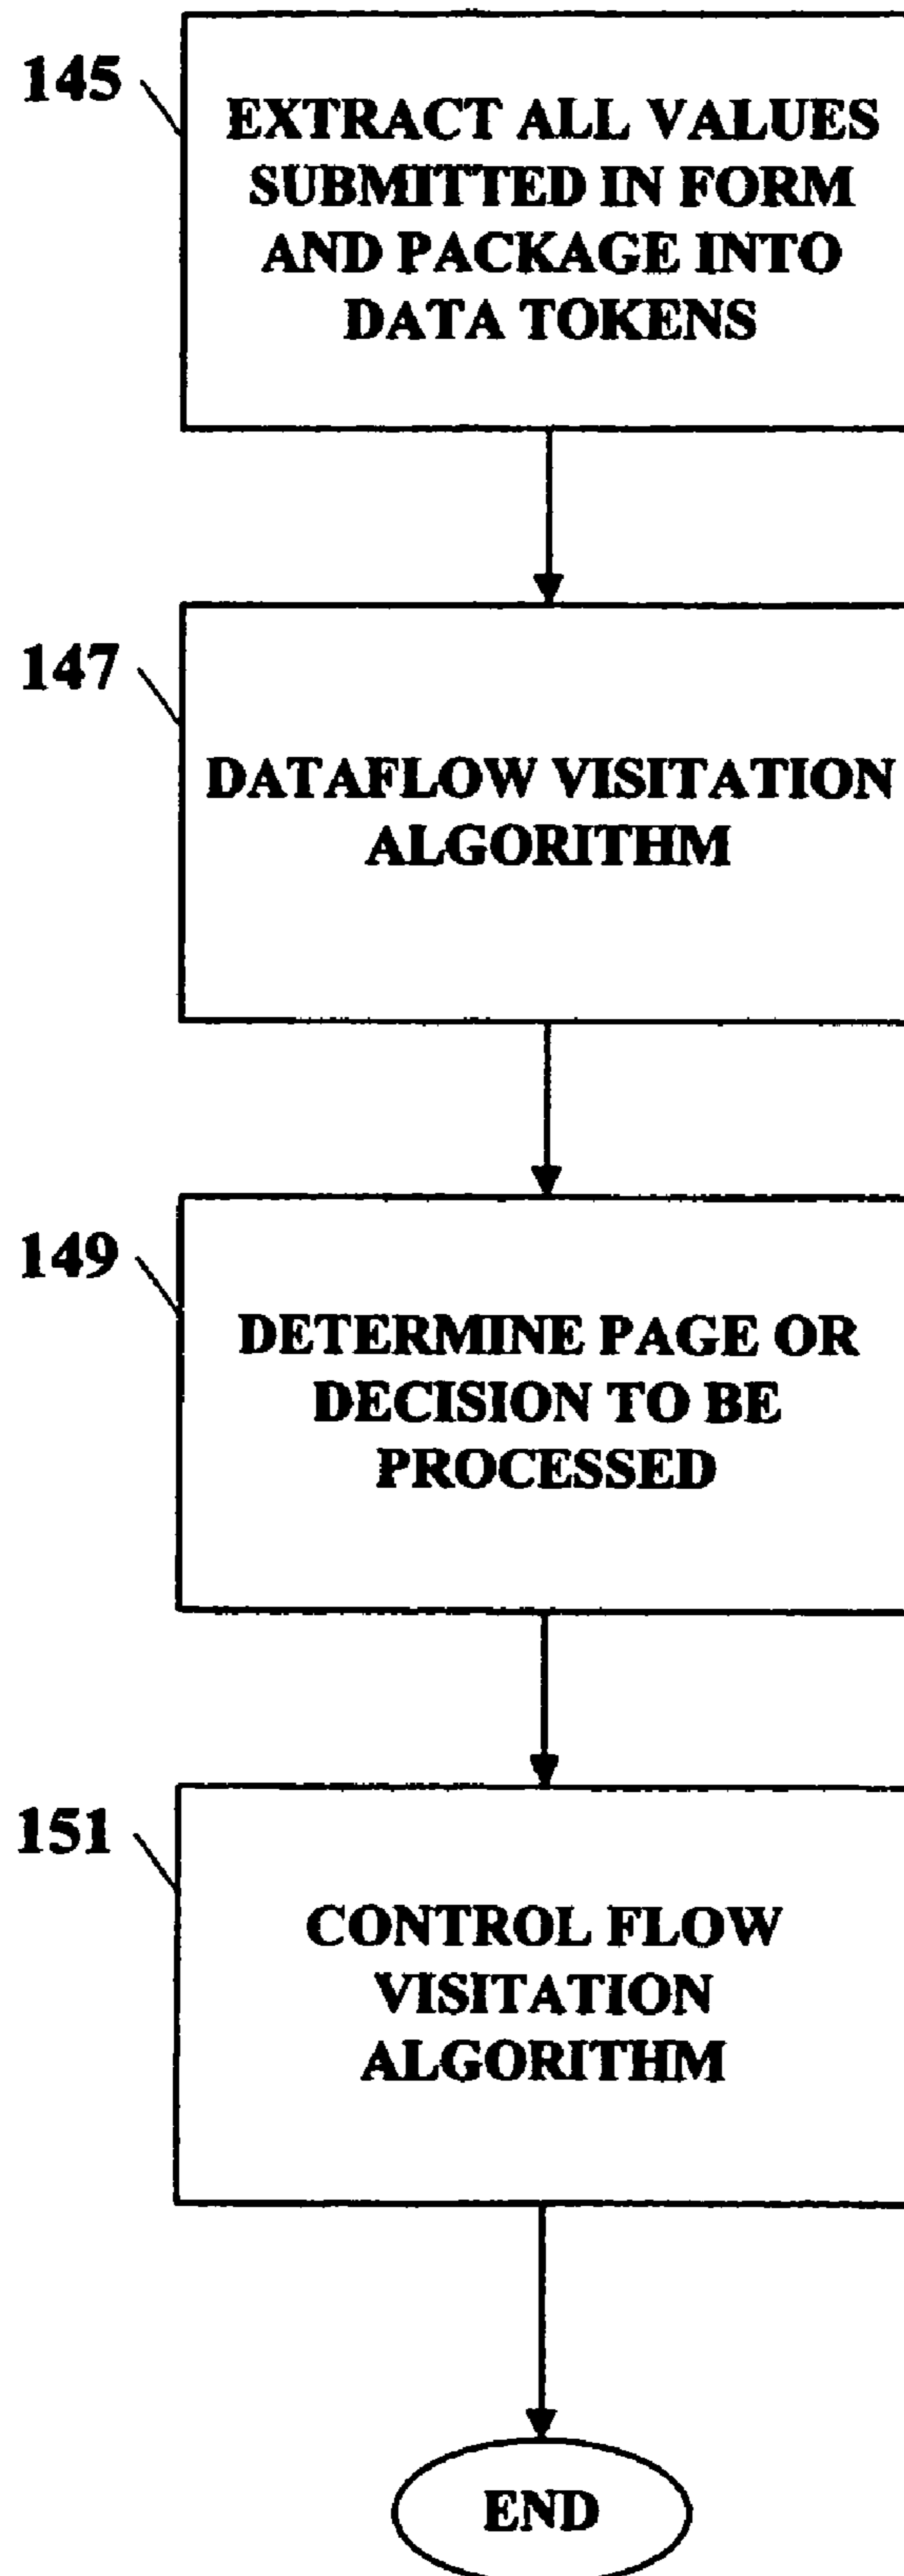 145
EXTRACT ALL VALUES
SUBMITTED IN FORM
AND PACKAGE INTO
DATA TOKENS
147
DATAFLOW VISITATION
ALGORITHM
149
DETERMINE PAGE OR
DECISION TO BE
PROCESSED
151
CONTROL FLOW
VISITATION
ALGORITHM
END